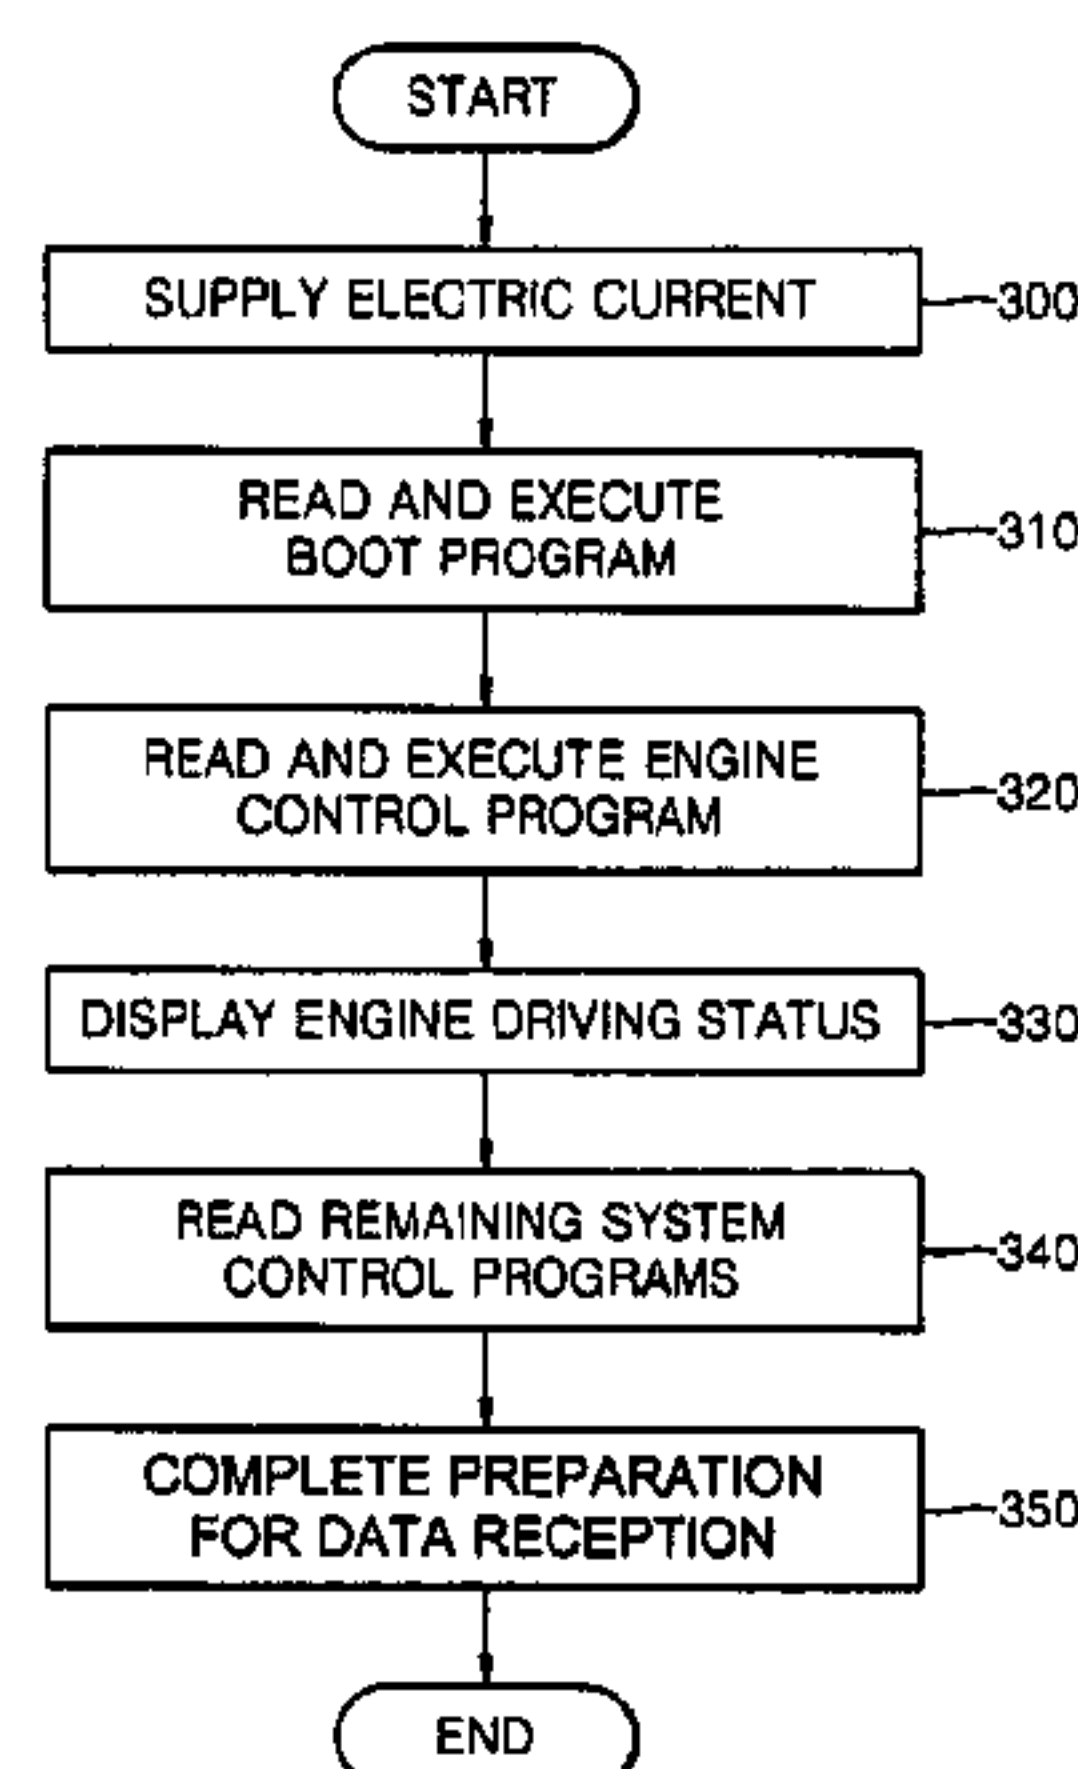 START
SUPPLY ELECTRIC CURRENT
300
READ AND EXECUTE
BOOT PROGRAM
310
READ AND EXECUTE ENGINE
CONTROL PROGRAM
320
DISPLAY ENGINE DRIVING STATUS
330
READ REMAINING SYSTEM
CONTROL PROGRAMS
340
COMPLETE PREPARATION
FOR DATA RECEPTION
350
END